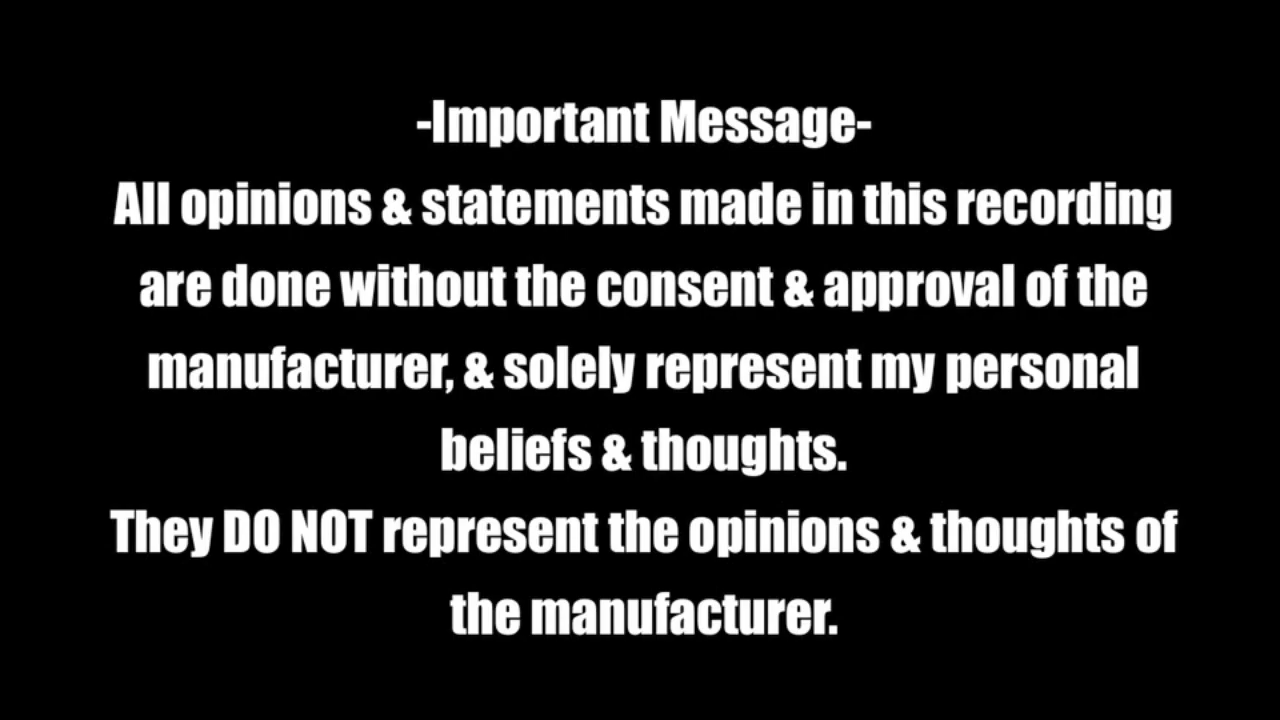 -Important Message-
All opinions & statements made in this recording
are done without the consent & approval of the
manufacturer, & solely represent my personal
beliefs & thoughts.
They DO NOT represent the opinions & thoughts of
the manufacturer.